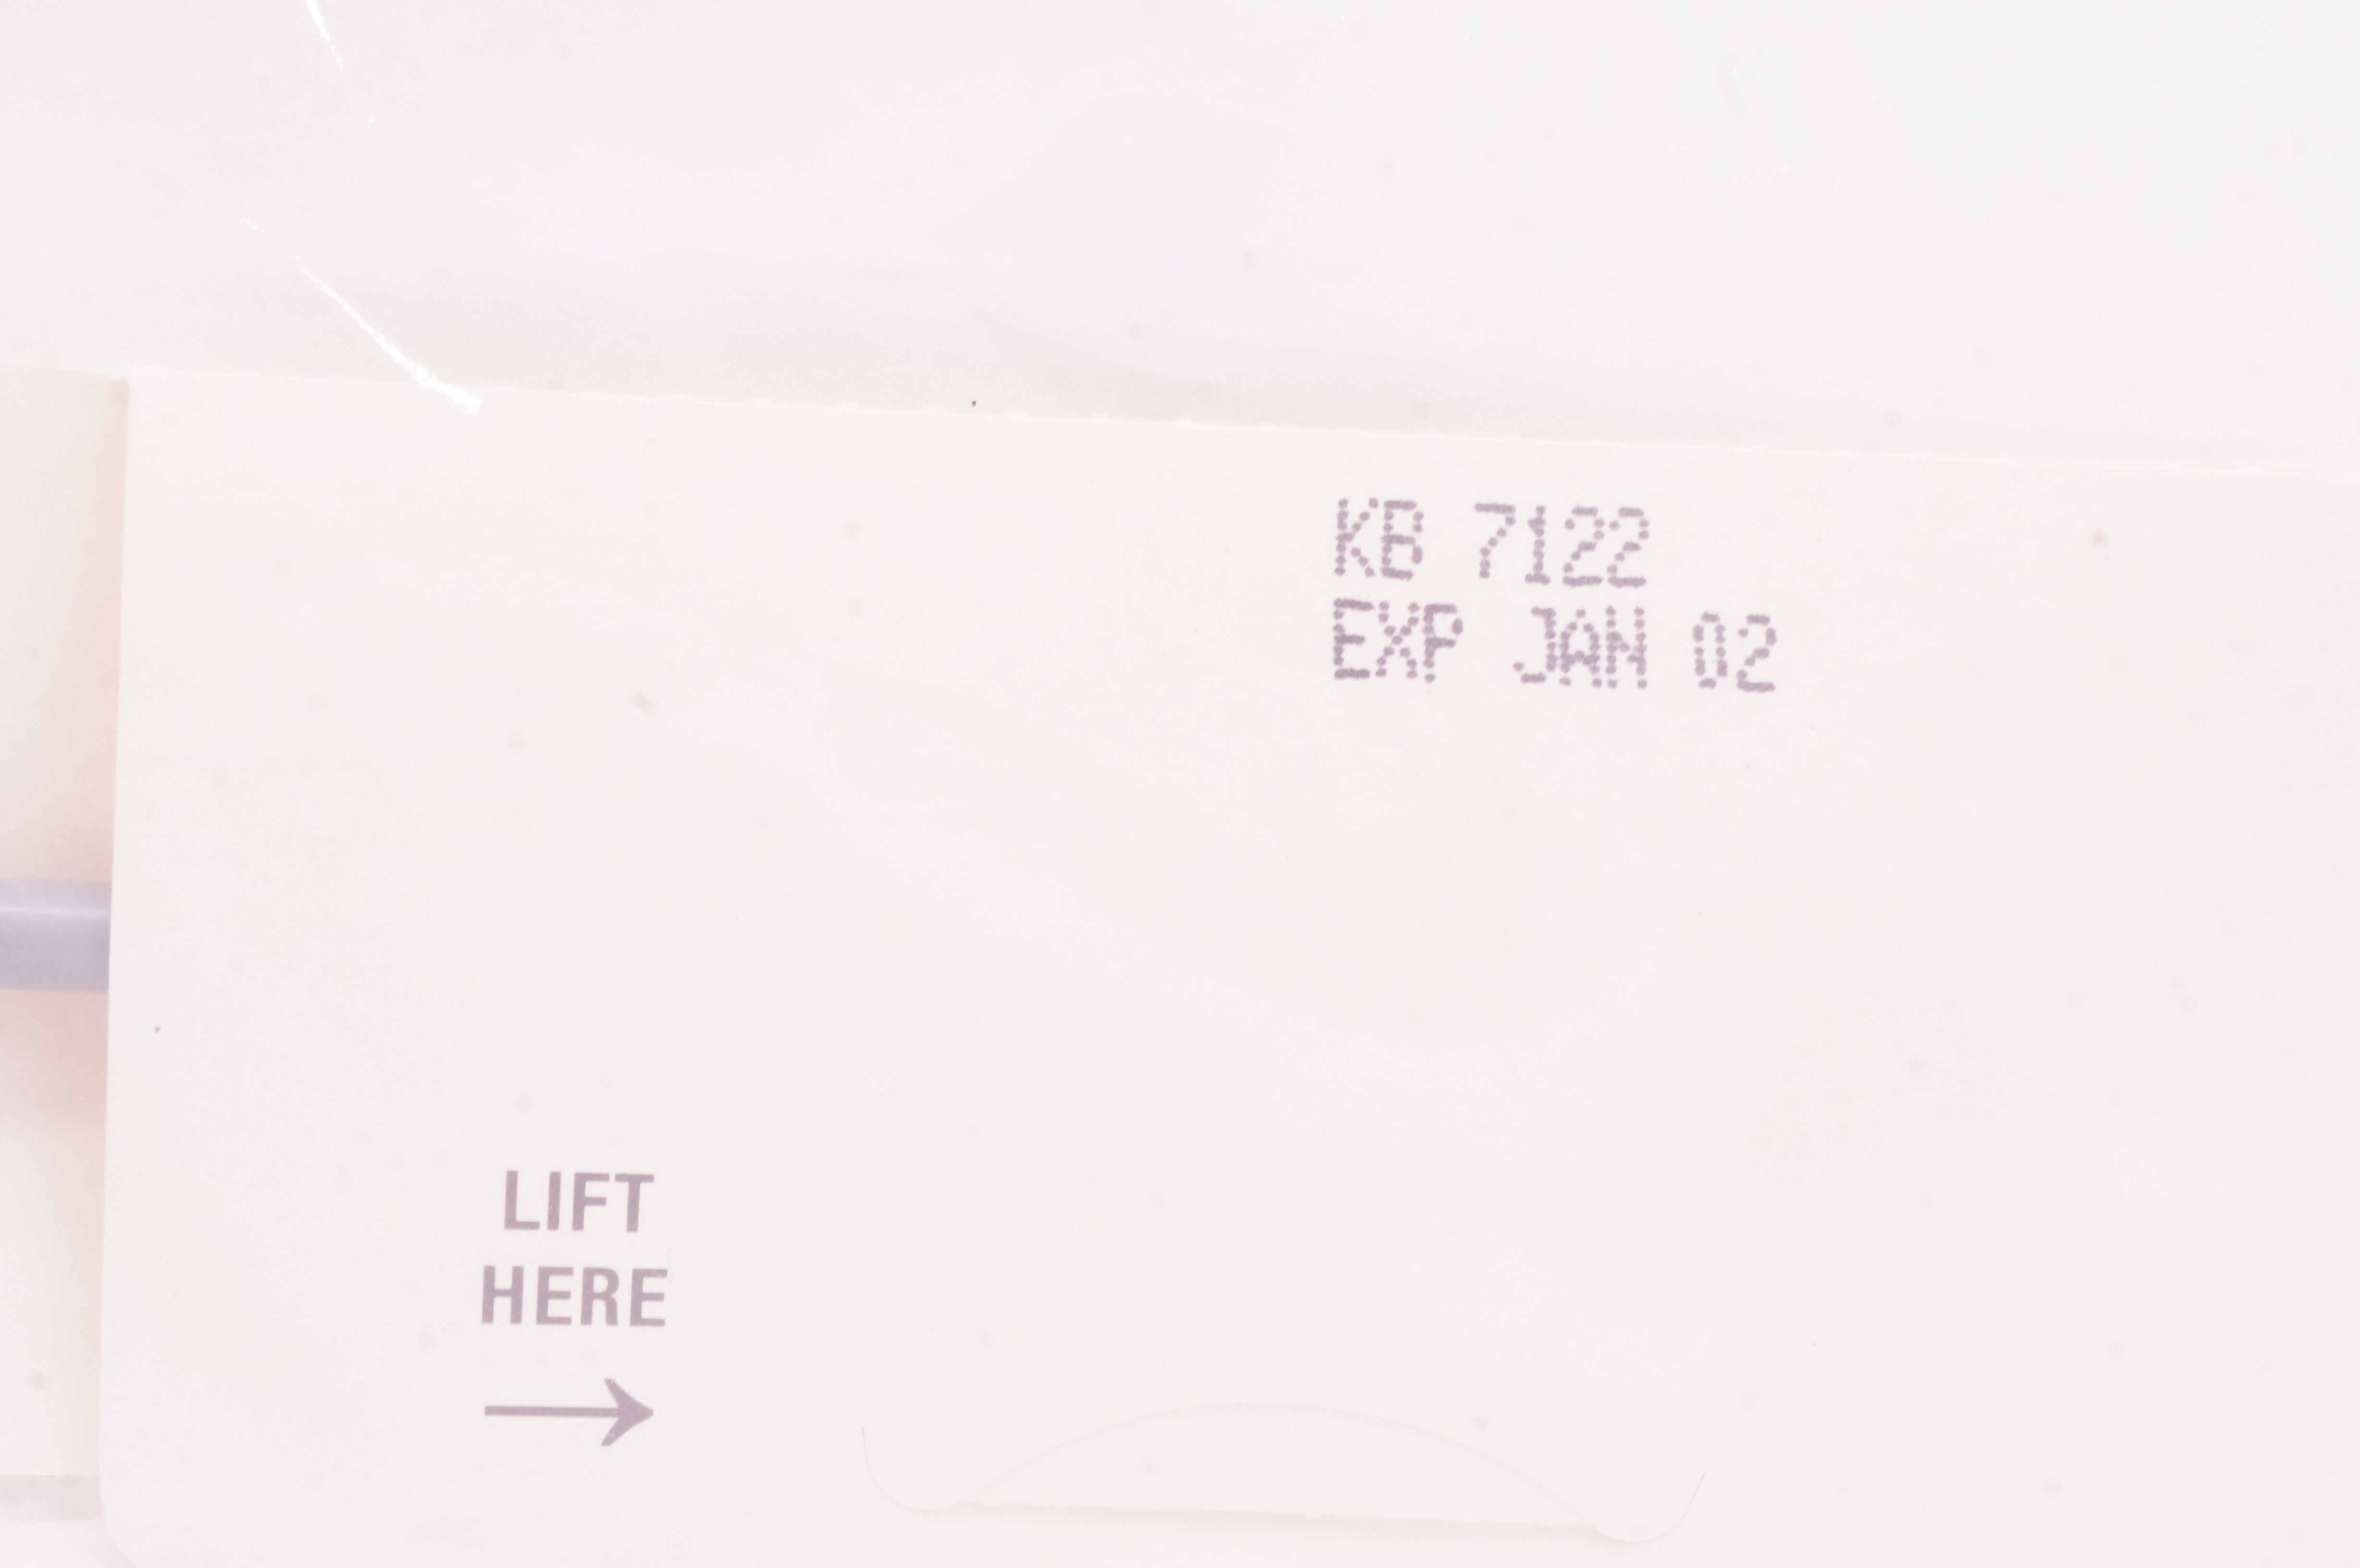 KB 7122
EXP JAN 02
LIFT
HERE
→